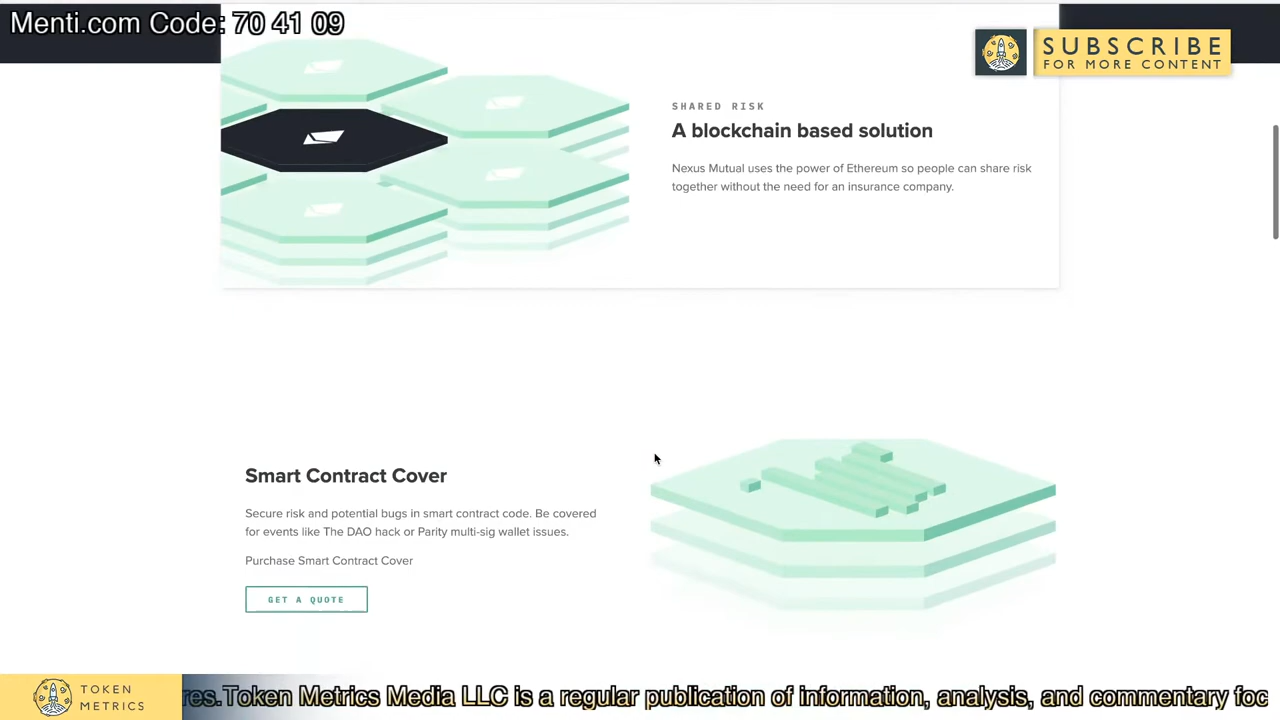 Menti.com Code: 70 41 09
SUBSCRIBE
FOR MORE CONTENT
SHARED RISK
A blockchain based solution
Nexus Mutual uses the power of Ethereum so people can share risk
together without the need for an insurance company.
Smart Contract Cover
Secure risk and potential bugs in smart contract code. Be covered
for events like The DAO hack or Parity multi-sig wallet issues.
Purchase Smart Contract Cover
GET A QUOTE
TOKEN
METRICS
res.Token Metrics Media LLC is a regular publication of information, analysis, and commentary foc